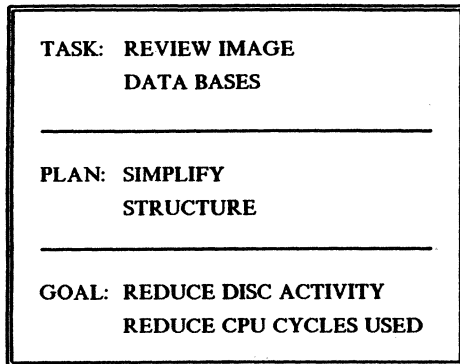 TASK: REVIEW IMAGE
DATA BASES
PLAN: SIMPLIFY
STRUCTURE
GOAL: REDUCE DISC ACTIVITY
REDUCE CPU CYCLES USED